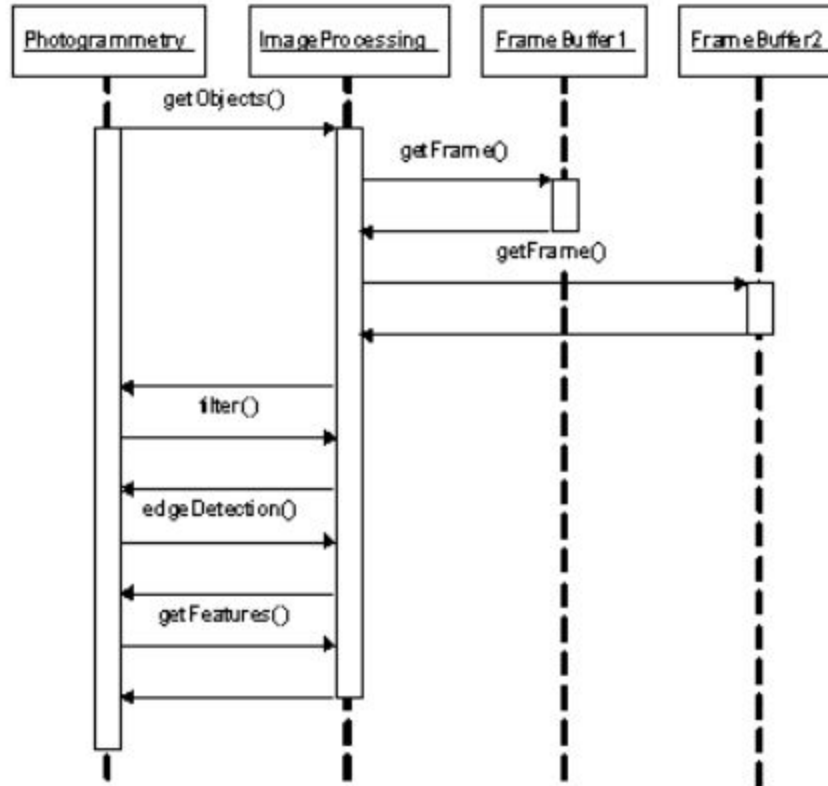 Photogrammetry
ImageProcessing
FrameBuffer1
FrameBuffer2
getObjects()
getFrame()
getFrame()
filter()
edgeDetection()
getFeatures()